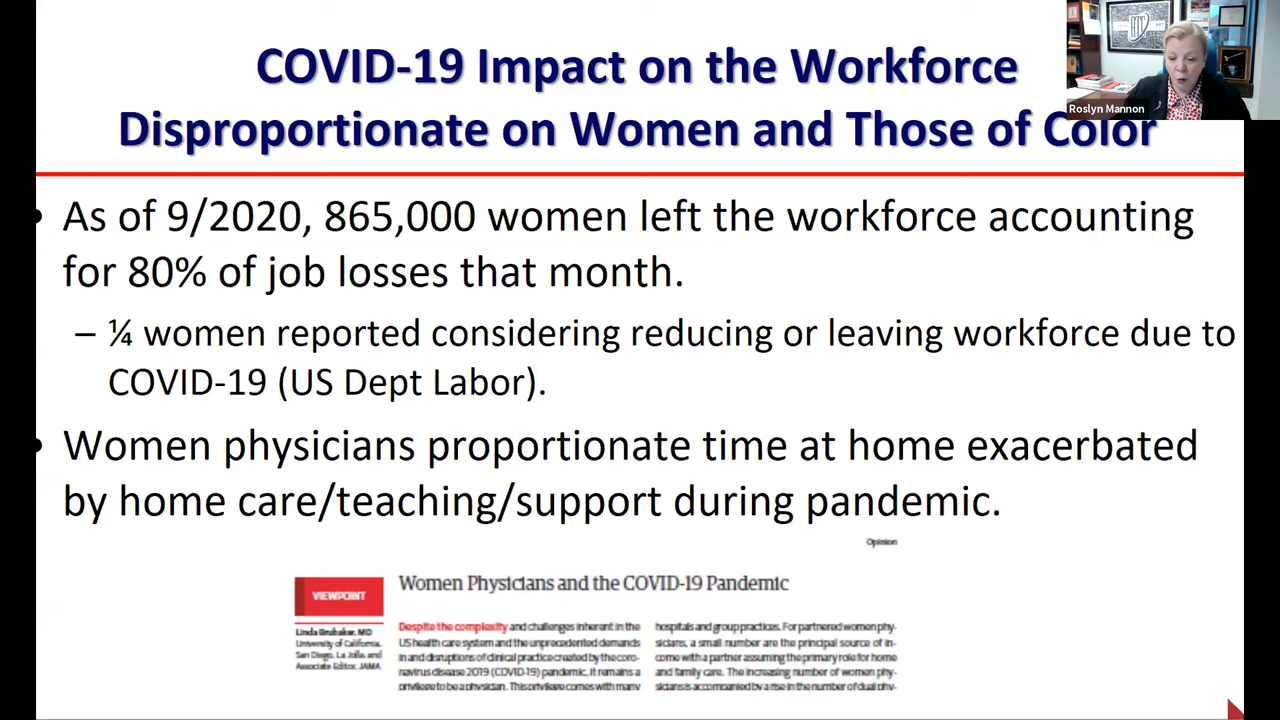 COVID-19 Impact on the Workforce
Disproportionate on Women and Those of Color
Roslyn Mannon
• As of 9/2020, 865,000 women left the workforce accounting
for 80% of job losses that month.
– ¼ women reported considering reducing or leaving workforce due to
COVID-19 (US Dept Labor).
• Women physicians proportionate time at home exacerbated
by home care/teaching/support during pandemic.
Opinion
VIEWPOINT
Women Physicians and the COVID-19 Pandemic
Linda Brubaker, MD
University of California,
San Diego, La Jolla, and
Associate Editor, JAMA.
Despite the complexity and challenges inherent in the
US health care system and the unprecedented demands
in and disruptions of clinical practice created by the coro-
navirus disease 2019 (COVID-19) pandemic, it remains a
privilege to be a physician. This privilege comes with many
hospitals and group practices. For partnered women phy-
sicians, a small number are the principal source of in-
come with a partner assuming the primary role for home
and family care. The increasing number of women phy-
sicians is accompanied by a rise in the number of dual phy-